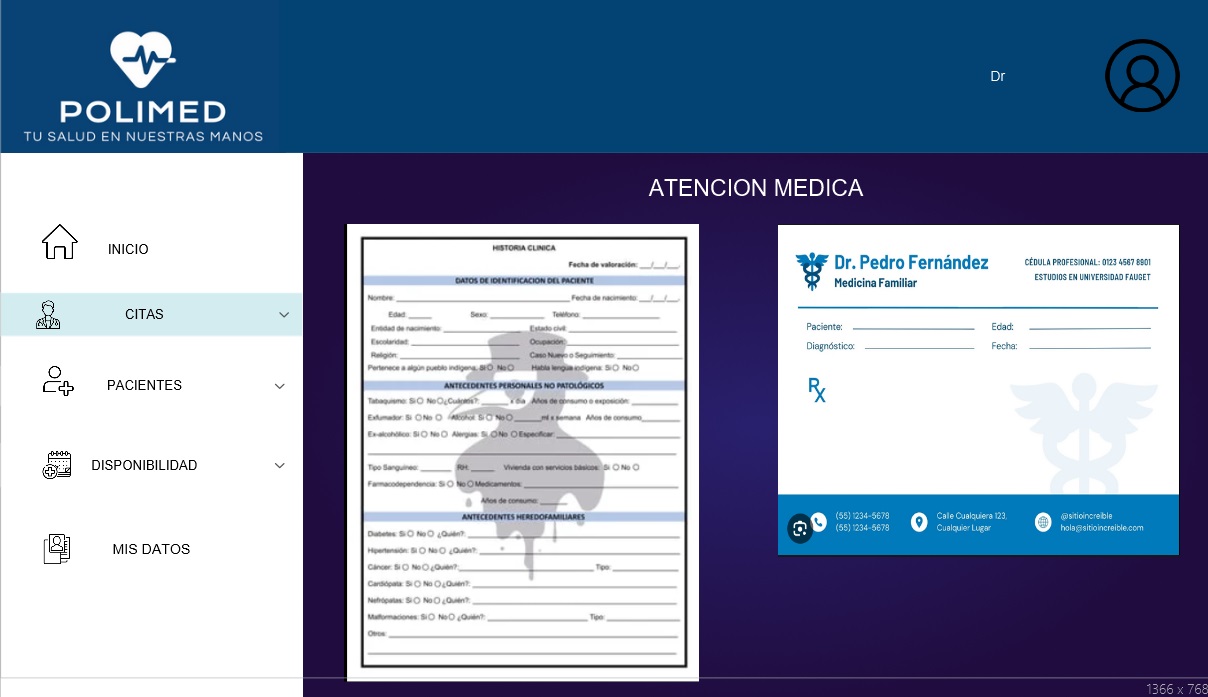 POLIMED
TU SALUD EN NUESTRAS MANOS
Dr
INICIO
CITAS
PACIENTES
DISPONIBILIDAD
MIS DATOS
ATENCION MEDICA
HISTORIA CLINICA
Fecha de valoración: ___/___/___.
DATOS DE IDENTIFICACION DEL PACIENTE
Nombre: ______ Fecha de nacimiento: ___/___/___.
Edad: ______ Sexo: ______ Teléfono: ______
Entidad de nacimiento: ______ Estado civil: ______
Escolaridad: ______ Ocupación: ______
Religión: ______ Caso Nuevo o Seguimiento: ______
Pertenece a algún pueblo indígena: Si O No O Habla lengua indígena: Si O No O
ANTECEDENTES PERSONALES NO PATOLÓGICOS
Tabaquismo: Si O No O ¿Cuántos?: ______ x día Años de consumo o exposición: ______
Exfumador: Si O No O Alcohol: Si O No O ______ ml x semana Años de consumo ______
Ex-alcohólico: Si O No O Alergias: Si O No O Especificar: ______
Tipo Sanguíneo: ______ RH: ______ Vivienda con servicios básicos: Si O No O
Farmacodependencia: Si O No O Medicamentos: ______
Años de consumo: ______
ANTECEDENTES HEREDOFAMILIARES
Diabetes: Si O No O ¿Quién?: ______
Hipertensión: Si O No O ¿Quién?: ______
Cáncer: Si O No O ¿Quién?: ______ Tipo: ______
Cardiópata: Si O No O ¿Quién?: ______
Nefrópatas: Si O No O ¿Quién?: ______
Malformaciones: Si O No O ¿Quién?: ______ Tipo: ______
Otros: ______
Dr. Pedro Fernández
Medicina Familiar
CÉDULA PROFESIONAL: 0123 4567 8901
ESTUDIOS EN UNIVERSIDAD FAUGET
Paciente: ______ Edad: ______
Diagnóstico: ______ Fecha: ______
Rx
(55) 1234-5678
(55) 1234-5678
Calle Cualquiera 123,
Cualquier Lugar
@sitioincreible
hola@sitioincreible.com
1366 x 768